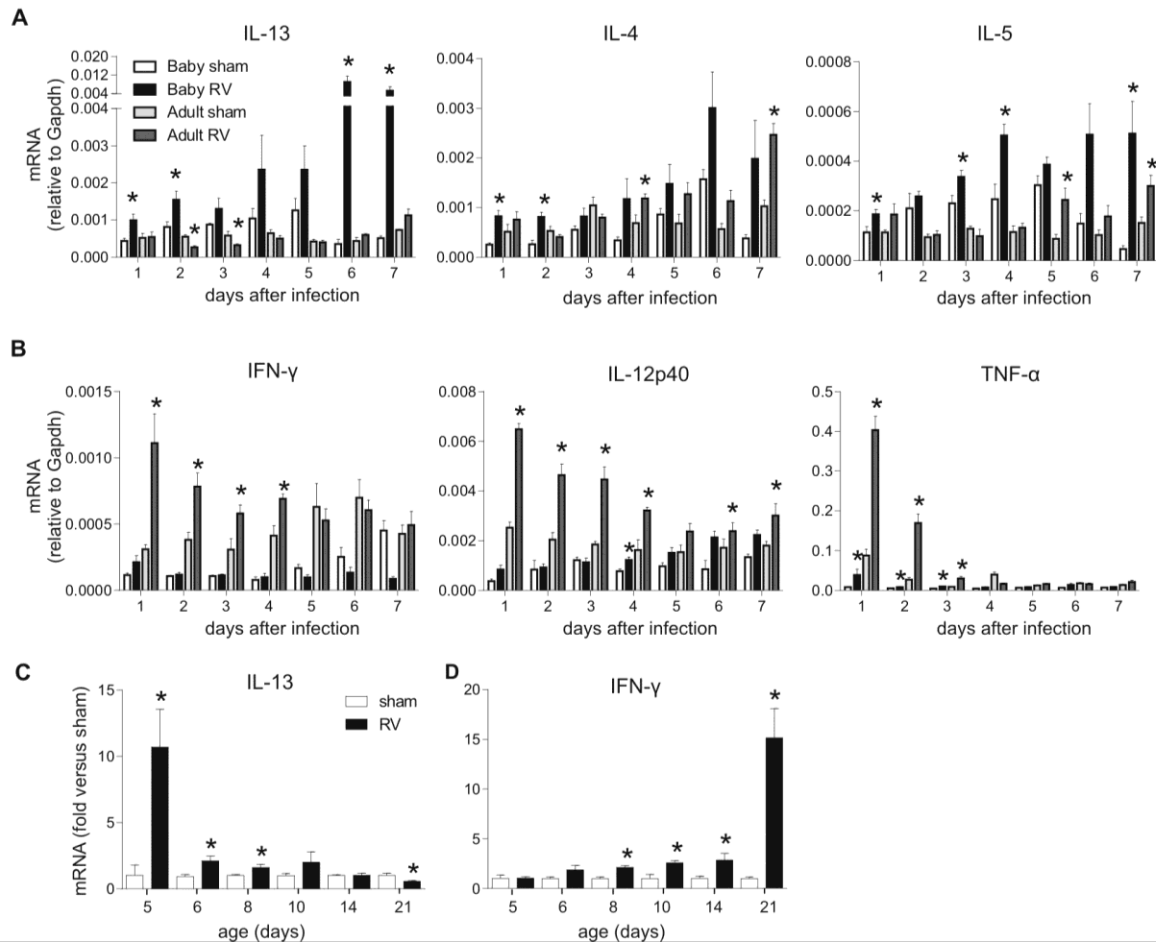 A
IL-13
IL-4
IL-5
mRNA
(relative to Gapdh)
0.020
0.012
0.004
0.004
0.003
0.002
0.001
0.000
Baby sham
Baby RV
Adult sham
Adult RV
* * * * * * *
1 2 3 4 5 6 7
days after infection
0.004
0.003
0.002
0.001
0.000
* * * *
1 2 3 4 5 6 7
days after infection
0.0008
0.0006
0.0004
0.0002
0.0000
* * * * * *
1 2 3 4 5 6 7
days after infection
B
IFN-γ
IL-12p40
TNF-α
mRNA
(relative to Gapdh)
0.0015
0.0010
0.0005
0.0000
* * * *
1 2 3 4 5 6 7
days after infection
0.008
0.006
0.004
0.002
0.000
* * * * * * *
1 2 3 4 5 6 7
days after infection
0.5
0.4
0.3
0.2
0.1
0.0
* * * * * *
1 2 3 4 5 6 7
days after infection
C
IL-13
mRNA (fold versus sham)
15
10
5
0
sham
RV
* * * *
5 6 8 10 14 21
age (days)
D
IFN-γ
20
15
10
5
0
* * * *
5 6 8 10 14 21
age (days)